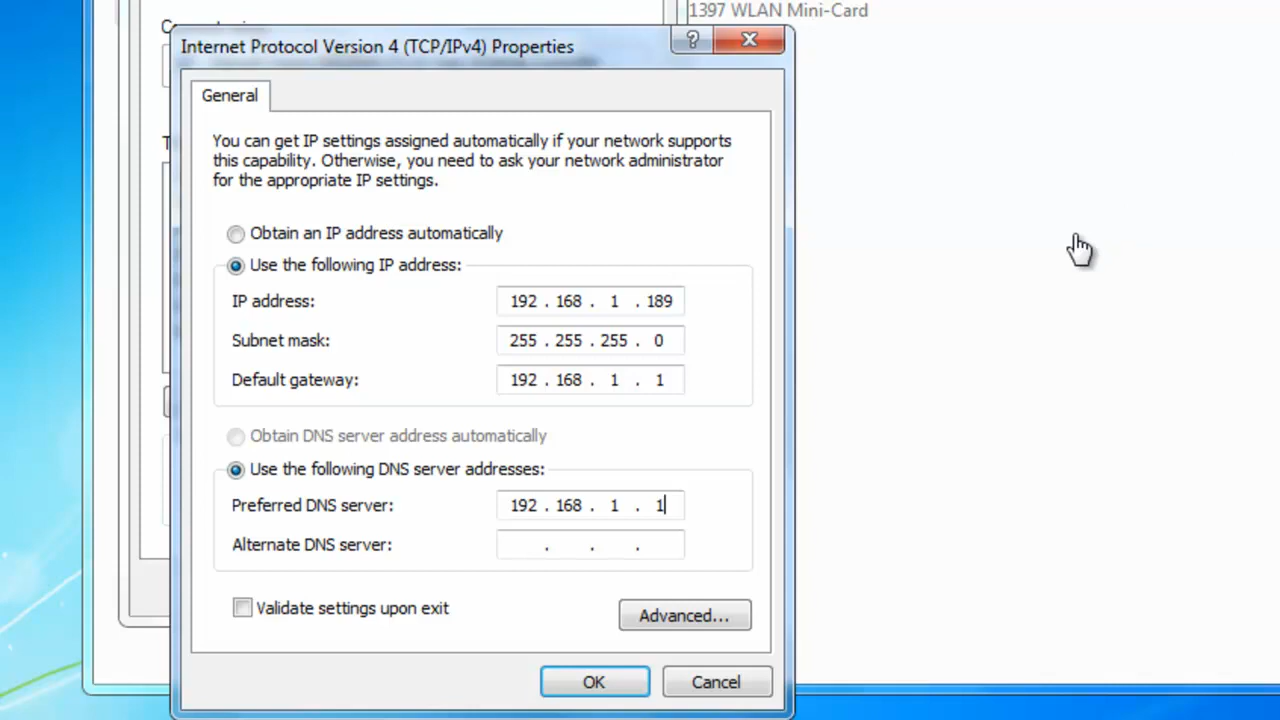 1397 WLAN Mini-Card
Internet Protocol Version 4 (TCP/IPv4) Properties
?
General
You can get IP settings assigned automatically if your network supports
this capability. Otherwise, you need to ask your network administrator
for the appropriate IP settings.
Obtain an IP address automatically
Use the following IP address:
IP address: 192 . 168 . 1 . 189
Subnet mask: 255 . 255 . 255 . 0
Default gateway: 192 . 168 . 1 . 1
Obtain DNS server address automatically
Use the following DNS server addresses:
Preferred DNS server: 192 . 168 . 1 . 1
Alternate DNS server: . . .
Validate settings upon exit
Advanced...
OK Cancel